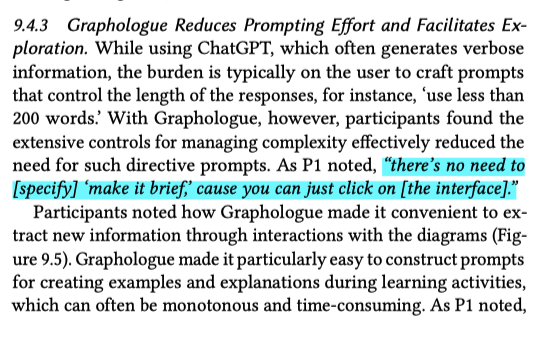 9.4.3 Graphologue Reduces Prompting Effort and Facilitates Ex-
ploration. While using ChatGPT, which often generates verbose
information, the burden is typically on the user to craft prompts
that control the length of the responses, for instance, ‘use less than
200 words.’ With Graphologue, however, participants found the
extensive controls for managing complexity effectively reduced the
need for such directive prompts. As P1 noted, “there’s no need to
[specify] ‘make it brief,’ cause you can just click on [the interface].”
Participants noted how Graphologue made it convenient to ex-
tract new information through interactions with the diagrams (Fig-
ure 9.5). Graphologue made it particularly easy to construct prompts
for creating examples and explanations during learning activities,
which can often be monotonous and time-consuming. As P1 noted,